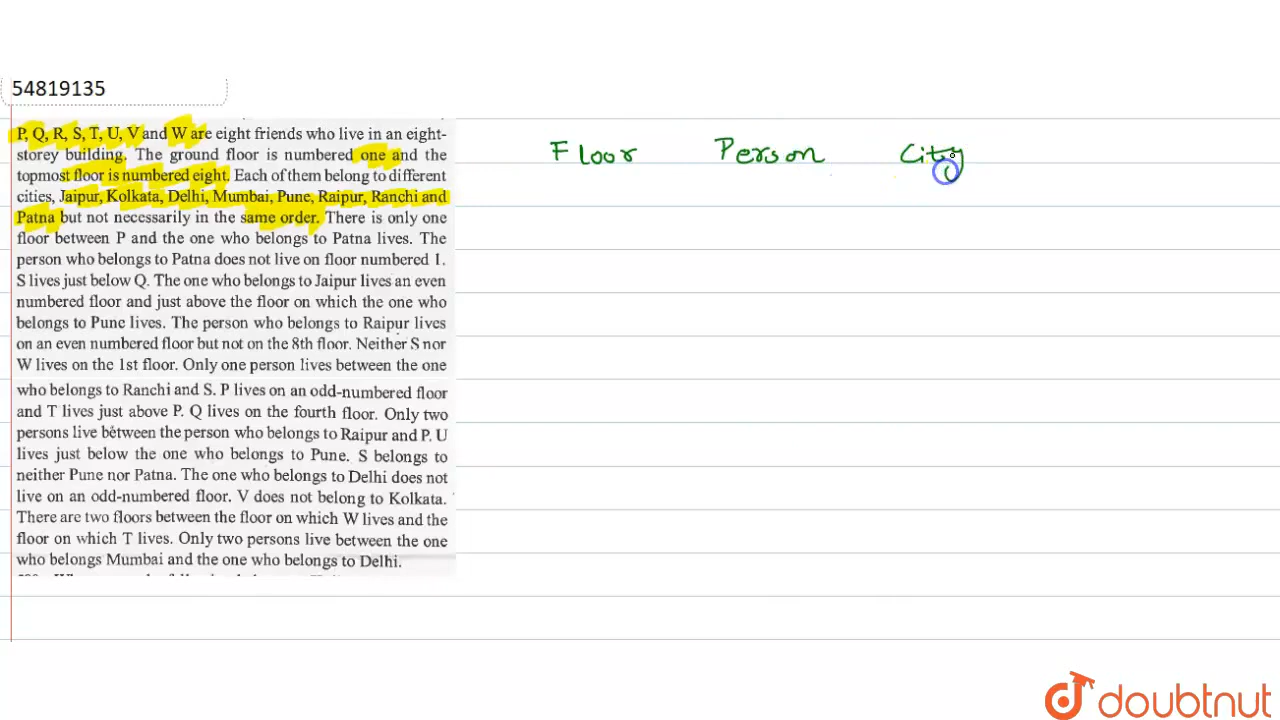 54819135
P, Q, R, S, T, U, V and W are eight friends who live in an eight-
storey building. The ground floor is numbered one and the
topmost floor is numbered eight. Each of them belong to different
cities, Jaipur, Kolkata, Delhi, Mumbai, Pune, Raipur, Ranchi and
Patna but not necessarily in the same order. There is only one
floor between P and the one who belongs to Patna lives. The
person who belongs to Patna does not live on floor numbered 1.
S lives just below Q. The one who belongs to Jaipur lives an even
numbered floor and just above the floor on which the one who
belongs to Pune lives. The person who belongs to Raipur lives
on an even numbered floor but not on the 8th floor. Neither S nor
W lives on the 1st floor. Only one person lives between the one
who belongs to Ranchi and S. P lives on an odd-numbered floor
and T lives just above P. Q lives on the fourth floor. Only two
persons live between the person who belongs to Raipur and P. U
lives just below the one who belongs to Pune. S belongs to
neither Pune nor Patna. The one who belongs to Delhi does not
live on an odd-numbered floor. V does not belong to Kolkata.
There are two floors between the floor on which W lives and the
floor on which T lives. Only two persons live between the one
who belongs Mumbai and the one who belongs to Delhi.
Floor Person City
doubtnut